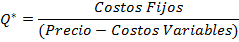 Q* = Costos Fijos / (Precio − Costos Variables)